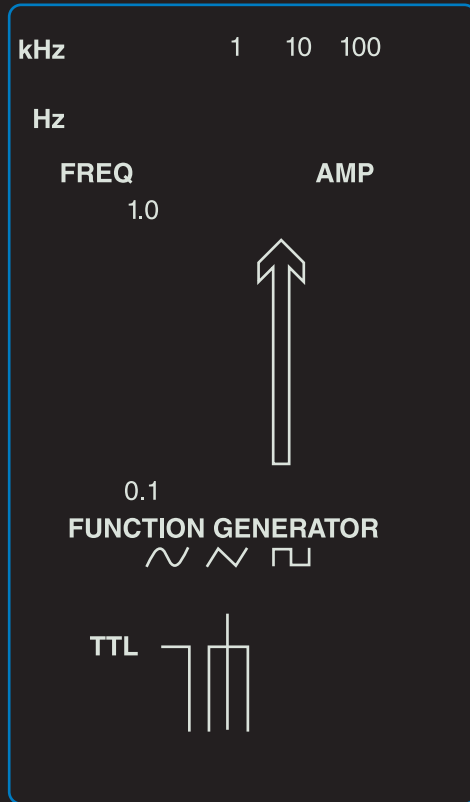 kHz 1 10 100
Hz
FREQ AMP
1.0
0.1
FUNCTION GENERATOR
TTL